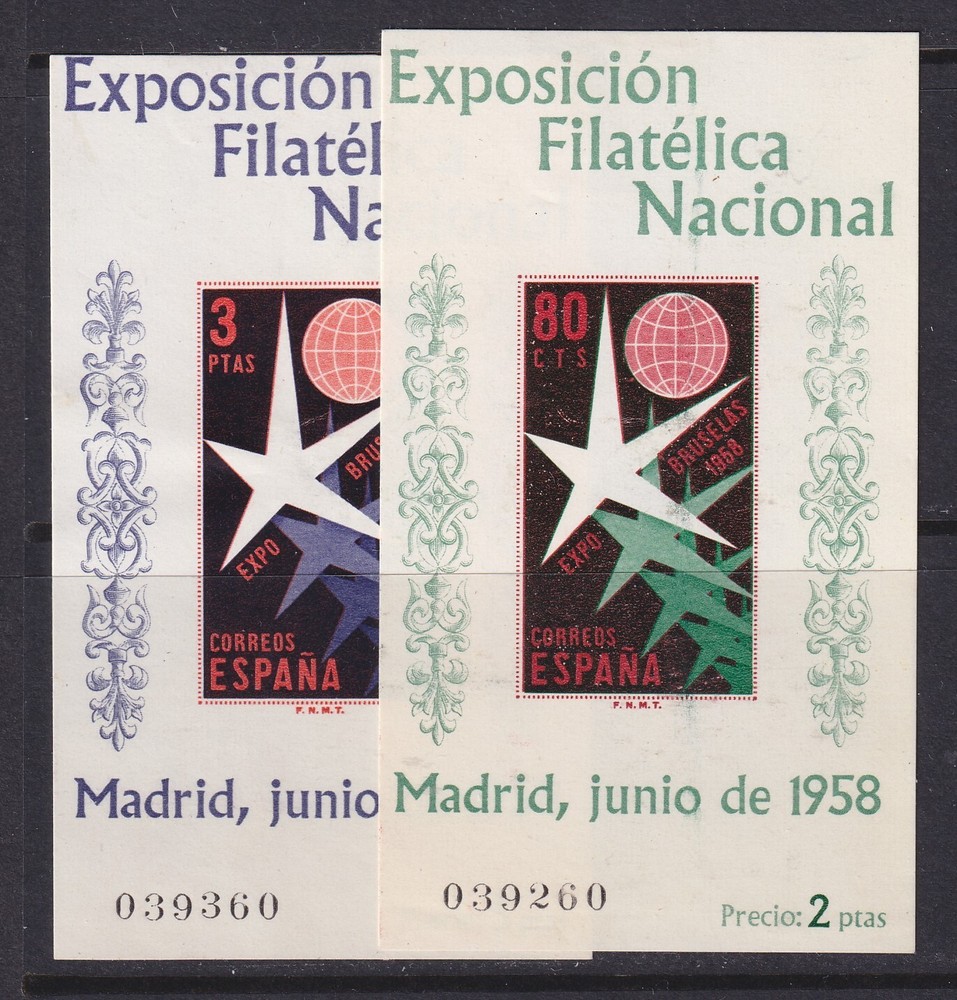 Exposición
Filatél
Na
3
PTAS
BRUS
EXPO
CORREOS
ESPAÑA
F. N. M. T.
Madrid, junio
039360
Exposición
Filatélica
Nacional
80
CTS
BRUSELAS
1958
EXPO
CORREOS
ESPAÑA
F. N. M. T.
Madrid, junio de 1958
039260
Precio: 2 ptas